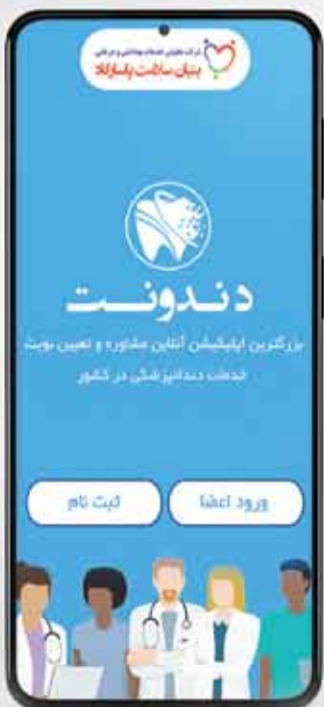 شرکت تعاونی خدمات بهداشتی و درمانی
بنیان سلامت پاسارگاد
دندونت
بزرگترین اپلیکیشن آنلاین مشاوره و تعیین نوبت
خدمات دندانپزشکی در کشور
ورود اعضا
ثبت نام